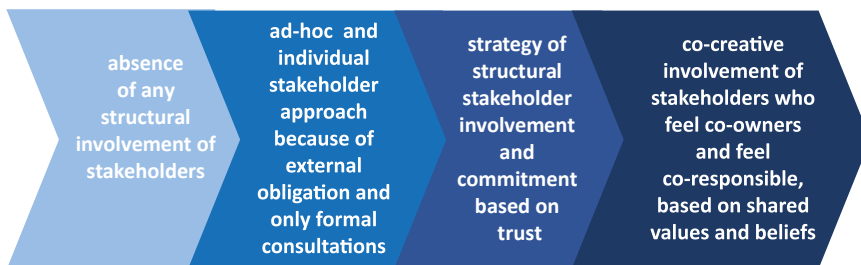 absence
of any
structural
involvement of
stakeholders
ad-hoc and
individual
stakeholder
approach
because of
external
obligation and
only formal
consultations
strategy of
structural
stakeholder
involvement
and
commitment
based on
trust
co-creative
involvement of
stakeholders who
feel co-owners
and feel
co-responsible,
based on shared
values and beliefs